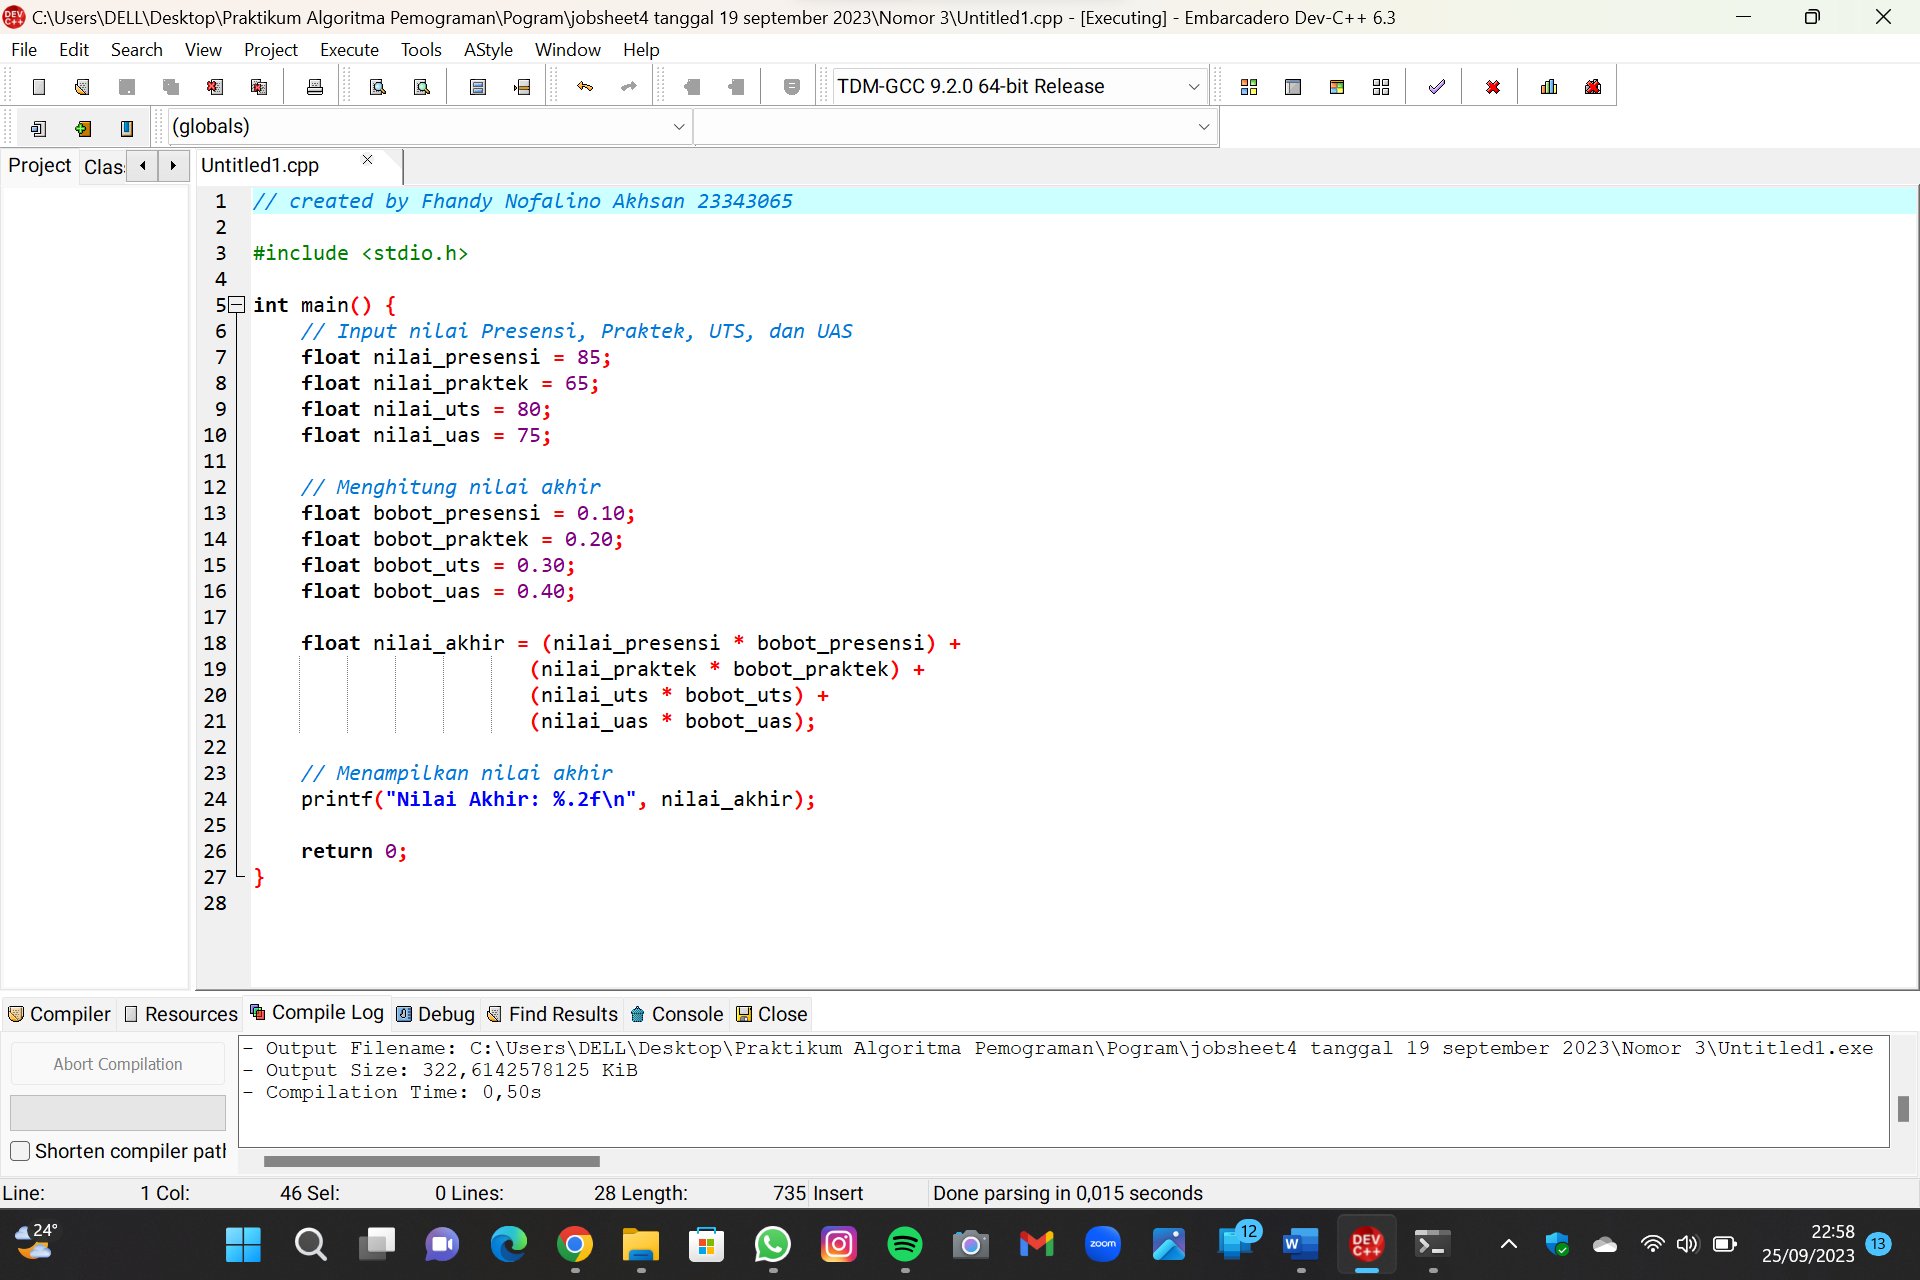 C:\Users\DELL\Desktop\Praktikum Algoritma Pemograman\Pogram\jobsheet4 tanggal 19 september 2023\Nomor 3\Untitled1.cpp - [Executing] - Embarcadero Dev-C++ 6.3
File Edit Search View Project Execute Tools AStyle Window Help
TDM-GCC 9.2.0 64-bit Release
(globals)
Project Clas Untitled1.cpp
1 // created by Fhandy Nofalino Akhsan 23343065
2
3 #include <stdio.h>
4
5 int main() {
6 // Input nilai Presensi, Praktek, UTS, dan UAS
7 float nilai_presensi = 85;
8 float nilai_praktek = 65;
9 float nilai_uts = 80;
10 float nilai_uas = 75;
11
12 // Menghitung nilai akhir
13 float bobot_presensi = 0.10;
14 float bobot_praktek = 0.20;
15 float bobot_uts = 0.30;
16 float bobot_uas = 0.40;
17
18 float nilai_akhir = (nilai_presensi * bobot_presensi) +
19 (nilai_praktek * bobot_praktek) +
20 (nilai_uts * bobot_uts) +
21 (nilai_uas * bobot_uas);
22
23 // Menampilkan nilai akhir
24 printf("Nilai Akhir: %.2f\n", nilai_akhir);
25
26 return 0;
27 }
28
Compiler Resources Compile Log Debug Find Results Console Close
Abort Compilation
Shorten compiler path
- Output Filename: C:\Users\DELL\Desktop\Praktikum Algoritma Pemograman\Pogram\jobsheet4 tanggal 19 september 2023\Nomor 3\Untitled1.exe
- Output Size: 322,6142578125 KiB
- Compilation Time: 0,50s
Line: 1 Col: 46 Sel: 0 Lines: 28 Length: 735 Insert Done parsing in 0,015 seconds
24°
zoom
12
W
DEV C++
22:58
25/09/2023
13